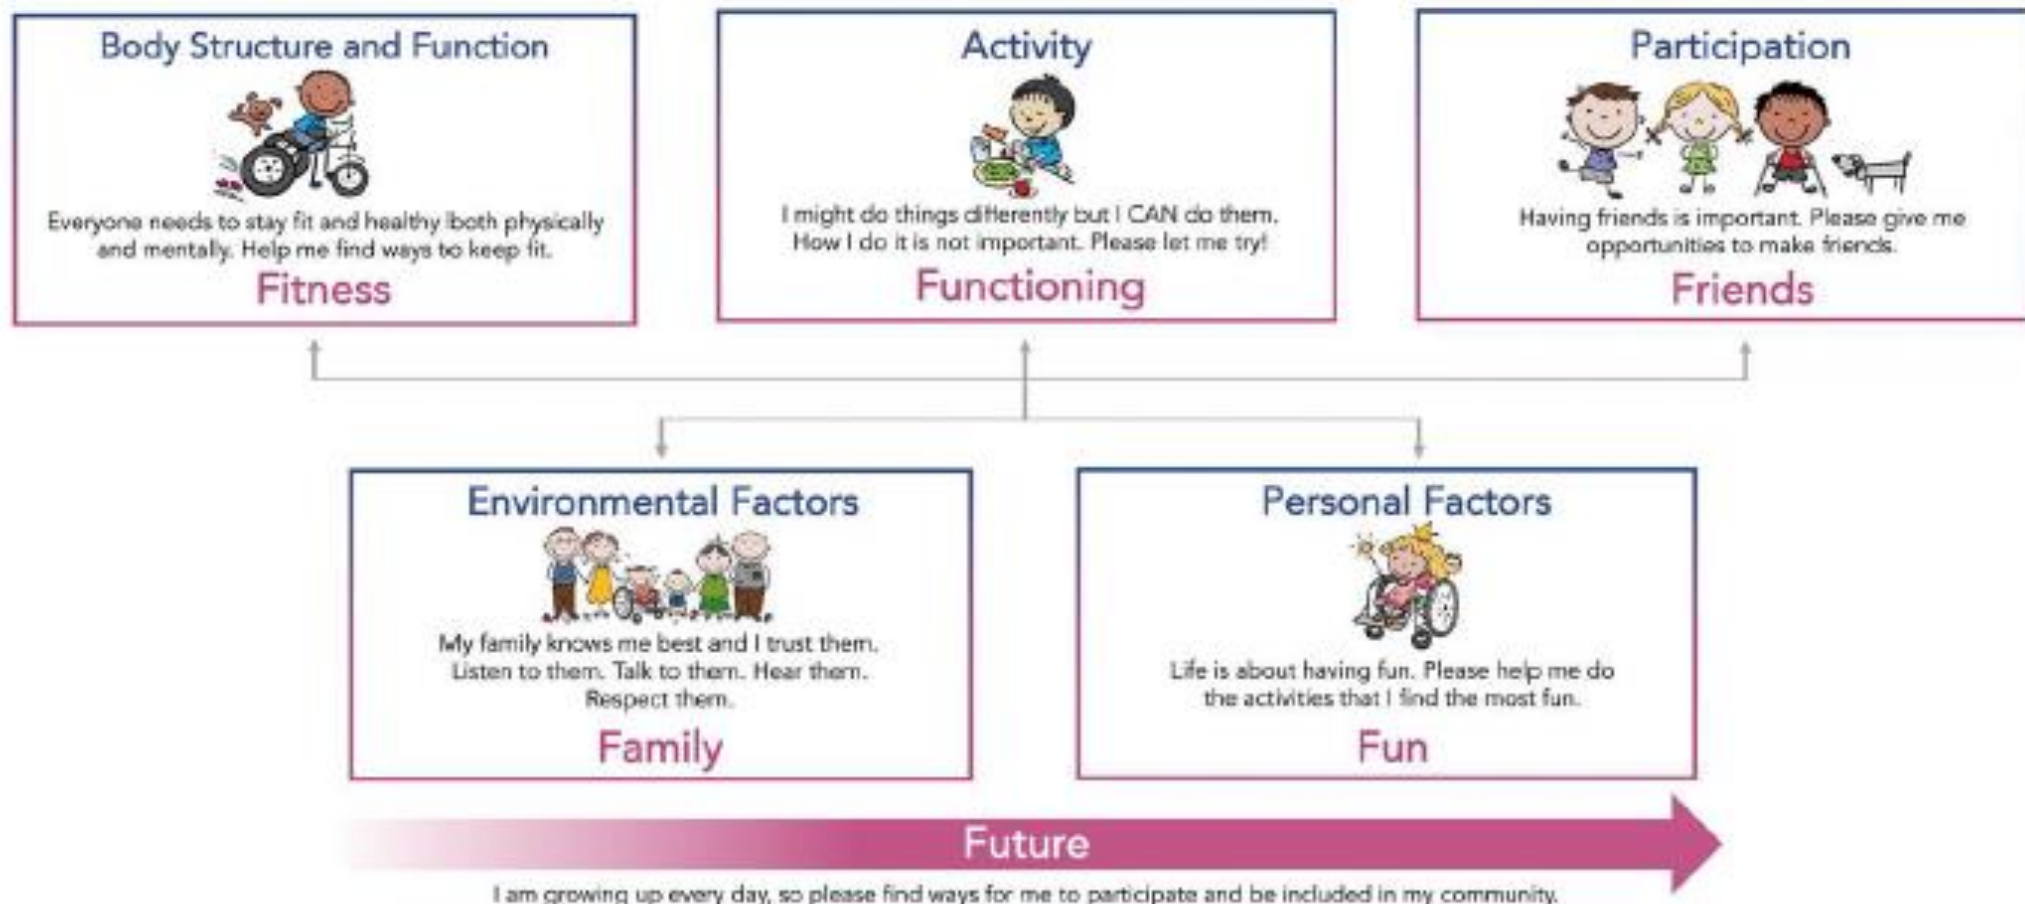 Body Structure and Function
Everyone needs to stay fit and healthy both physically
and mentally. Help me find ways to keep fit.
Fitness
Activity
I might do things differently but I CAN do them.
How I do it is not important. Please let me try!
Functioning
Participation
Having friends is important. Please give me
opportunities to make friends.
Friends
Environmental Factors
My family knows me best and I trust them.
Listen to them. Talk to them. Hear them.
Respect them.
Family
Personal Factors
Life is about having fun. Please help me do
the activities that I find the most fun.
Fun
Future
I am growing up every day, so please find ways for me to participate and be included in my community.